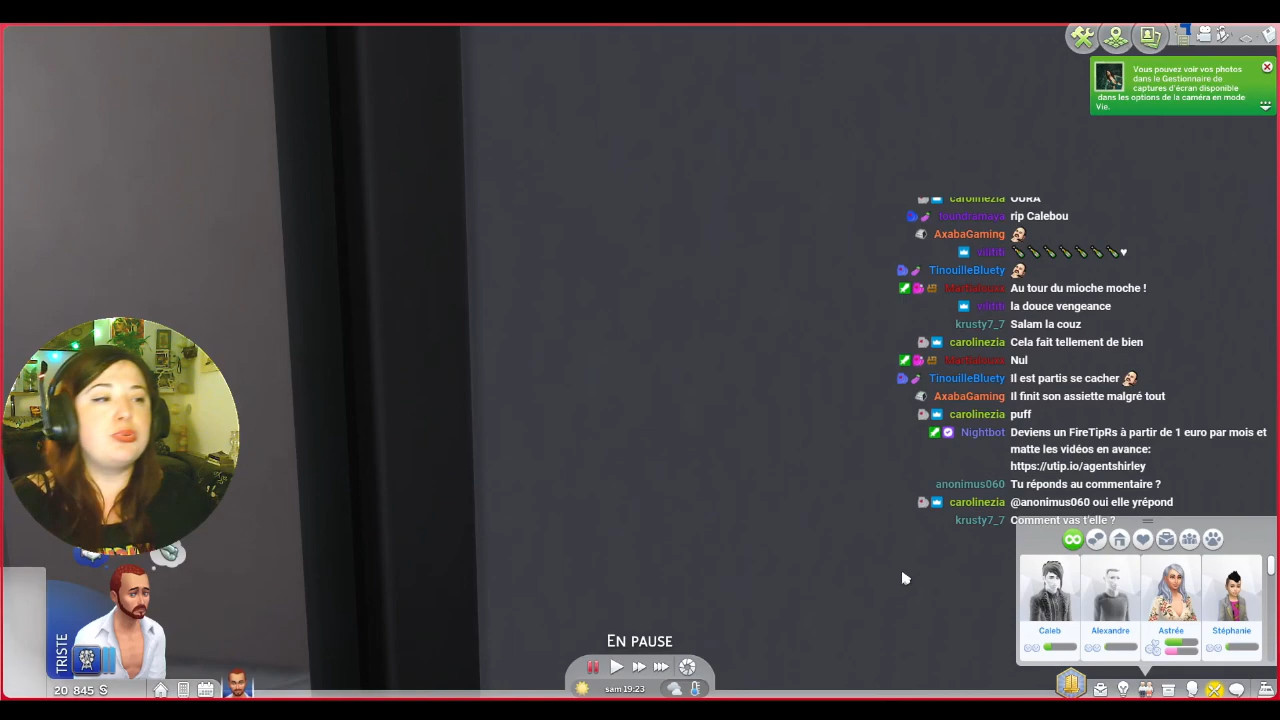 Vous pouvez voir vos photos
dans le Gestionnaire de
captures d'écran disponible
dans les options de la caméra en mode
Vie.
carolinezia OURA
loundramaya rip Calebou
AxabaGaming
vilititi
TinouilleBluety
Au tour du mioche moche !
vilititi la douce vengeance
krusty7_7 Salam la couz
carolinezia Cela fait tellement de bien
Nul
TinouilleBluety Il est partis se cacher
AxabaGaming Il finit son assiette malgré tout
carolinezia puff
Nightbot Deviens un FireTipRs à partir de 1 euro par mois et
matte les vidéos en avance:
https://utip.io/agentshirley
anonimus060 Tu réponds au commentaire ?
carolinezia @anonimus060 oui elle yrépond
krusty7_7 Comment vas t'elle ?
Caleb Alexandre Astrée Stéphanie
TRISTE
EN PAUSE
20 845 S
sam 19:23